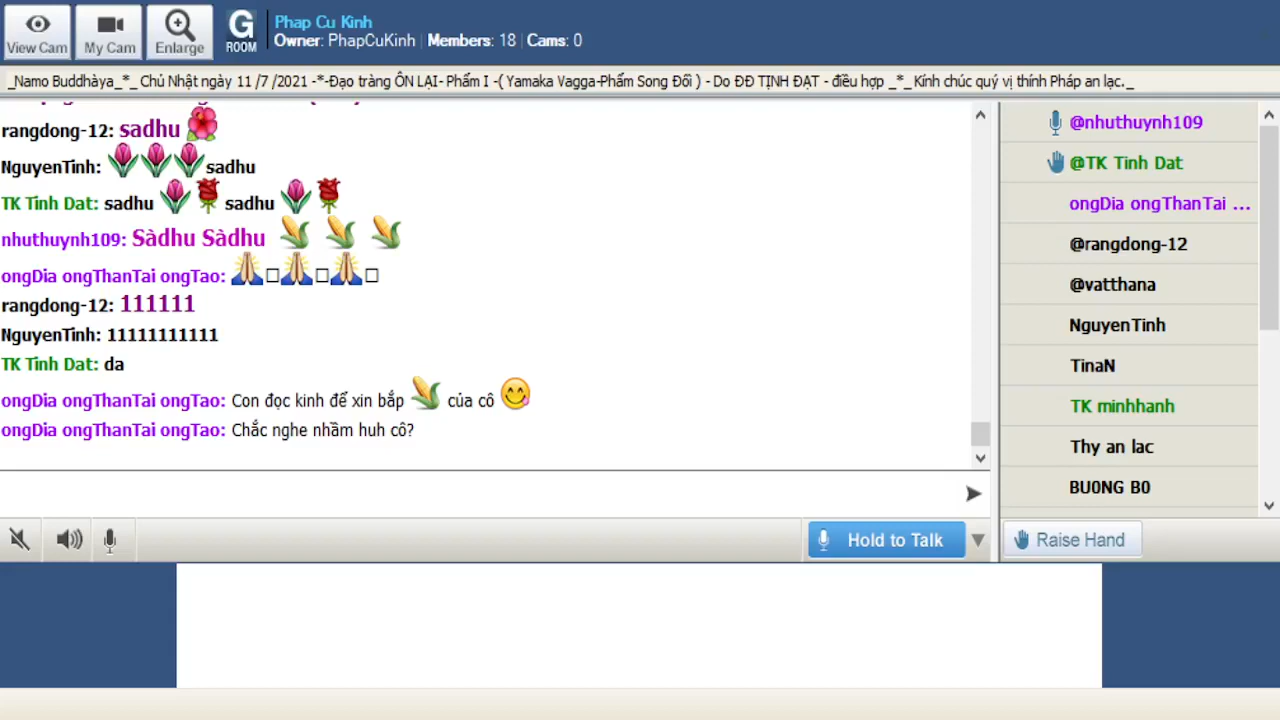 View Cam
My Cam
Enlarge
G
ROOM
Phap Cu Kinh
Owner: PhapCuKinh | Members: 18 | Cams: 0
_Namo Buddhàya_*_ Chủ Nhật ngày 11 /7 /2021 -*-Đạo tràng ÔN LẠI- Phẩm I -( Yamaka Vagga-Phẩm Song Đối ) - Do ĐĐ TỊNH ĐẠT - điều hợp _*_ Kính chúc quý vị thính Pháp an lạc._
rangdong-12: sadhu
NguyenTinh: sadhu
TK Tinh Dat: sadhu sadhu
nhuthuynh109: Sàdhu Sàdhu
ongDia ongThanTai ongTao:
rangdong-12: 111111
NguyenTinh: 11111111111
TK Tinh Dat: da
ongDia ongThanTai ongTao: Con đọc kinh để xin bắp của cô
ongDia ongThanTai ongTao: Chắc nghe nhầm huh cô?
@nhuthuynh109
@TK Tinh Dat
ongDia ongThanTai ...
@rangdong-12
@vatthana
NguyenTinh
TinaN
TK minhhanh
Thy an lac
BU0NG B0
Hold to Talk
Raise Hand